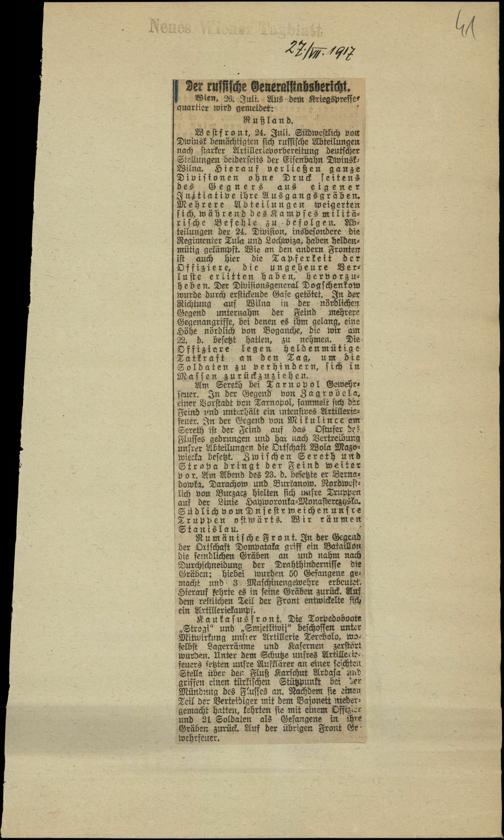 Neues Wiener Tagblatt
41
27./VII. 1917
Der russische Generalstabsbericht.
Wien, 26. Juli. Aus dem Kriegspresse-
quartier wird gemeldet:
Rußland.
Westfront, 24. Juli. Südwestlich von
Dwinsk bemächtigten sich russische Abteilungen
nach starker Artillerievorbereitung deutscher
Stellungen beiderseits der Eisenbahn Dwinsk-
Wilna. Hierauf verließen ganze
Divisionen ohne Druck seitens
des Gegners aus eigener
Initiative ihre Ausgangsgräben.
Mehrere Abteilungen weigerten
sich, während des Kampfes militä-
rische Befehle zu befolgen. Ab-
teilungen der 24. Division, insbesondere die
Regimenter Tula und Lochwiza, haben helden-
mütig gekämpft. Wie an den andern Fronten
ist auch hier die Tapferkeit der
Offiziere, die ungeheure Ver-
luste erlitten haben, hervorzu-
heben. Der Divisionsgeneral Dogschenkow
wurde durch erstickende Gase getötet. In der
Richtung auf Wilna in der nördlichen
Gegend unternahm der Feind mehrere
Gegenangriffe, bei denen es ihm gelang, eine
Höhe nördlich von Boganche, die wir am
22. d. besetzt hatten, zu nehmen. Die
Offiziere legen heldenmütige
Tatkraft an den Tag, um die
Soldaten zu verhindern, sich in
Massen zurückzuziehen.
Am Sereth bei Tarnopol Gewehr-
feuer. In der Gegend von Zagrobela,
einer Vorstadt von Tarnopol, sammelt sich der
Feind und unterhält ein intensives Artillerie-
feuer. In der Gegend von Mikulince am
Sereth ist der Feind auf das Ostufer des
Flusses gedrungen und hat nach Vertreibung
unsrer Abteilungen die Ortschaft Wola Mazo-
wiecka besetzt. Zwischen Sereth und
Stropa dringt der Feind weiter
vor. Am Abend des 23. d. besetzte er Berna-
dowka, Darachow und Burkanow. Nordwest-
lich von Buczacz hielten sich unsre Truppen
auf der Linie Hayworonka-Monasterzyska.
Südlich vom Dnjestr weichen unsre
Truppen ostwärts. Wir räumen
Stanislau.
Rumänische Front. In der Gegend
der Ortschaft Dompataka griff ein Bataillon
die feindlichen Gräben an und nahm nach
Durchschneidung der Drahthindernisse die
Gräben; hiebei wurden 50 Gefangene ge-
macht und 3 Maschinengewehre erbeutet.
Hierauf kehrte es in seine Gräben zurück. Auf
dem restlichen Teil der Front entwickelte sich
ein Artilleriekampf.
Kaukasusfront. Die Torpedoboote
„Strogi“ und „Smjetliwij“ beschossen unter
Mitwirkung unsrer Artillerie Terebolo, wo-
selbst Lagerräume und Kasernen zerstört
wurden. Unter dem Schutze unsres Artillerie-
feuers setzten unsre Aufklärer an einer seichten
Stelle über den Fluß Karschut Ardasa und
griffen einen türkischen Stützpunkt bei der
Mündung des Flusses an. Nachdem sie einen
Teil der Verteidiger mit dem Bajonett nieder-
gemacht hatten, kehrten sie mit einem Offizier
und 21 Soldaten als Gefangene in ihre
Gräben zurück. Auf der übrigen Front Ge-
wehrfeuer.